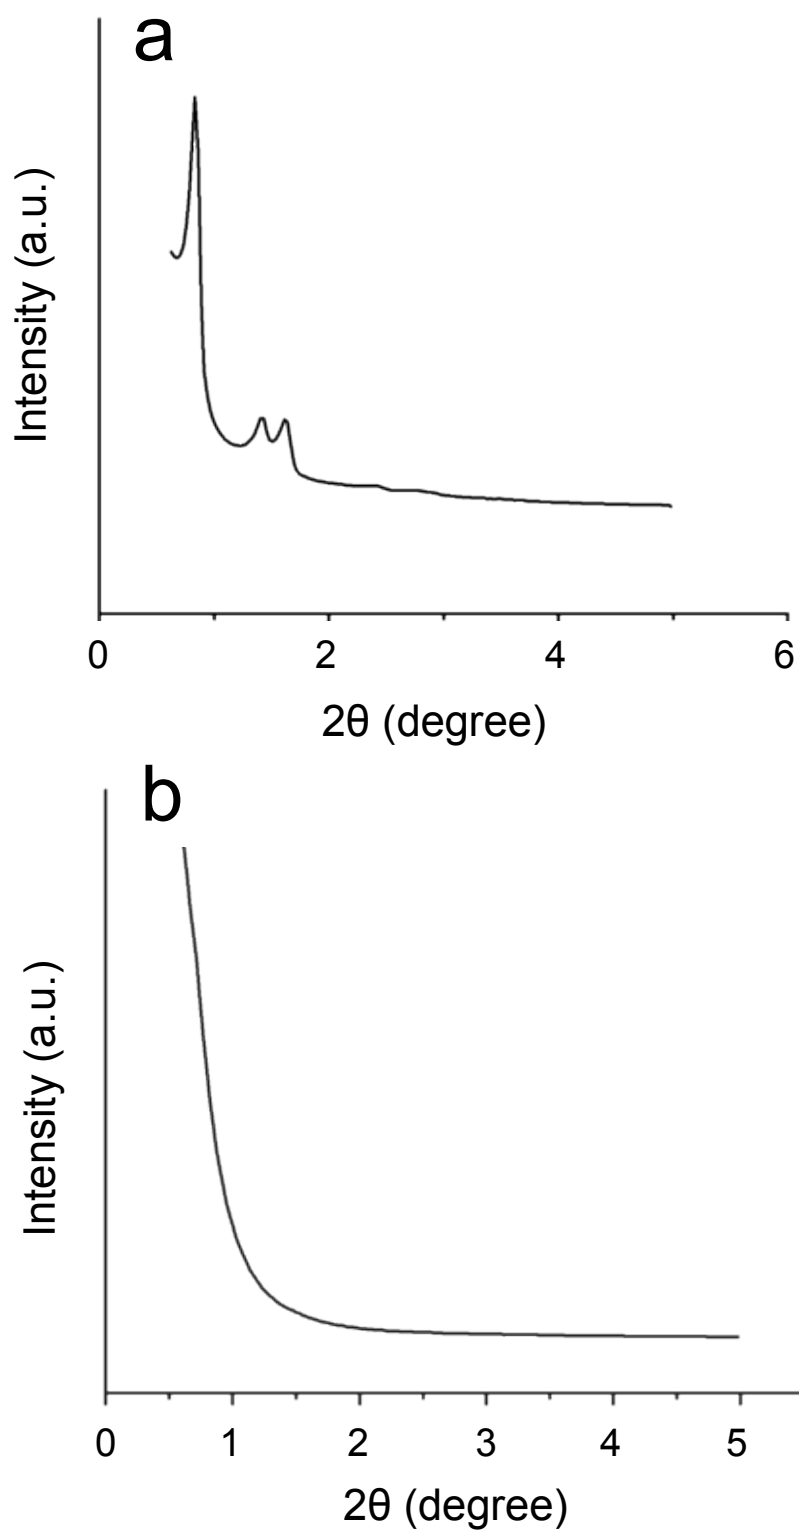 a
Intensity (a.u.)
0 2 4 6
2θ (degree)
b
Intensity (a.u.)
0 1 2 3 4 5
2θ (degree)